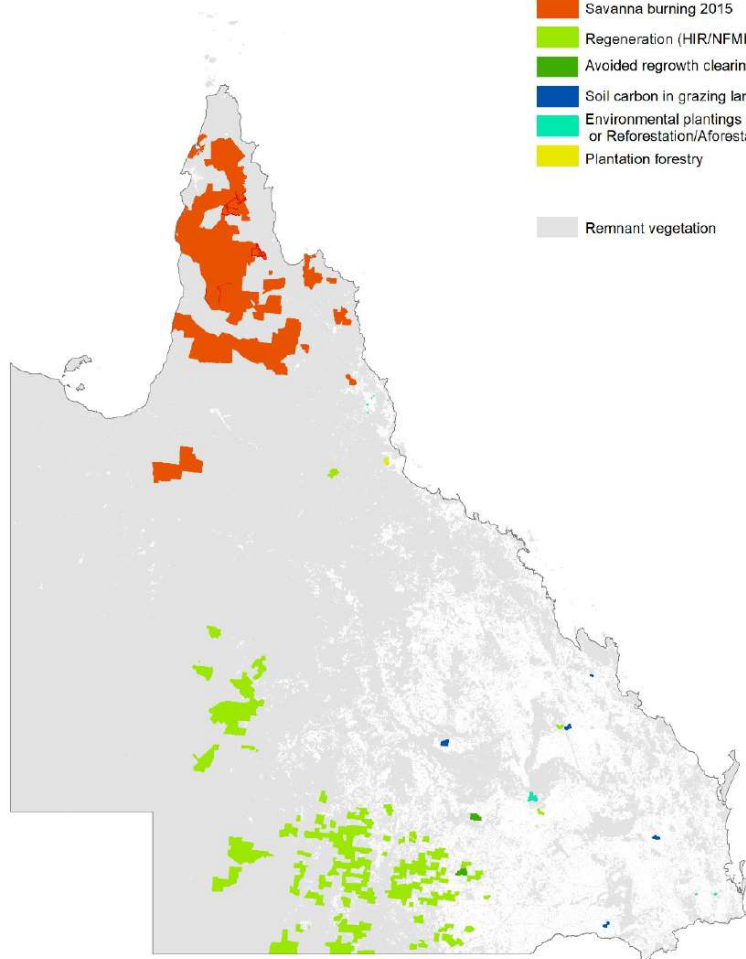 Savanna burning 2015
Regeneration (HIR/NFM
Avoided regrowth clearin
Soil carbon in grazing lan
Environmental plantings
or Reforestation/Aforesta
Plantation forestry
Remnant vegetation